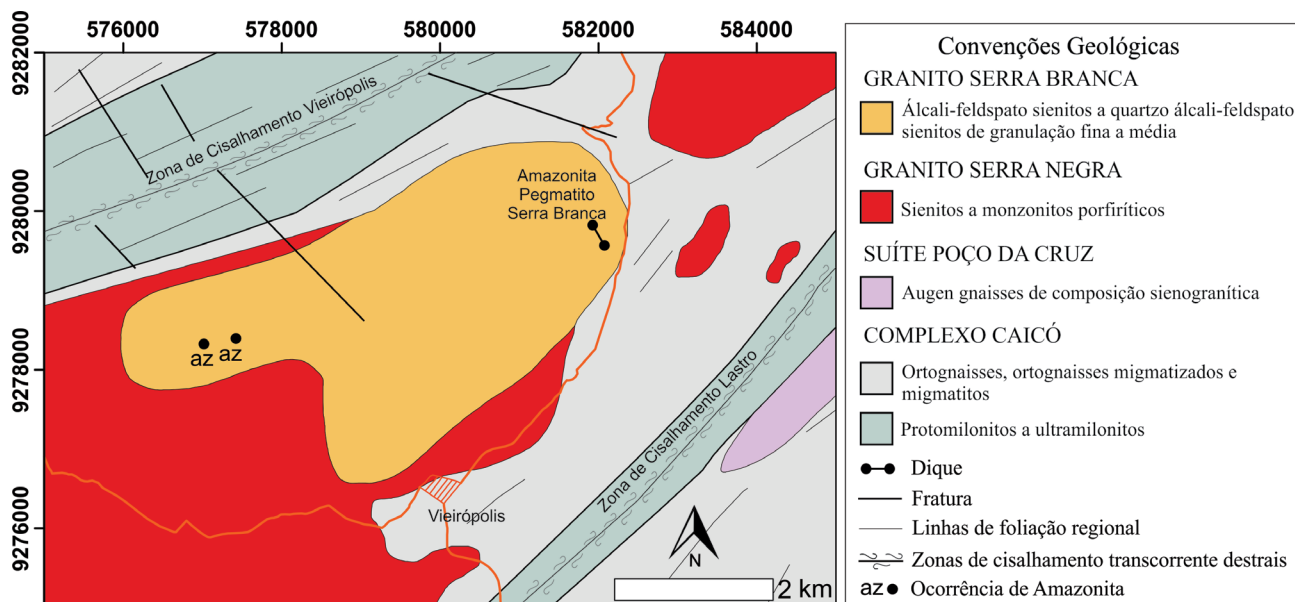 576000
578000
580000
582000
584000
9282000
9280000
9278000
9276000
Zona de Cisalhamento Vieirópolis
Amazonita
Pegmatito
Serra Branca
az
az
Zona de Cisalhamento Lastro
Vieirópolis
N
2 km
Convenções Geológicas
GRANITO SERRA BRANCA
Álcali-feldspato sienitos a quartzo álcali-feldspato
sienitos de granulação fina a média
GRANITO SERRA NEGRA
Sienitos a monzonitos porfiríticos
SUÍTE POÇO DA CRUZ
Augen gnaisses de composição sienogranítica
COMPLEXO CAICÓ
Ortognaisses, ortognaisses migmatizados e
migmatitos
Protomilonitos a ultramilonitos
Dique
Fratura
Linhas de foliação regional
Zonas de cisalhamento transcorrente destrais
az Ocorrência de Amazonita